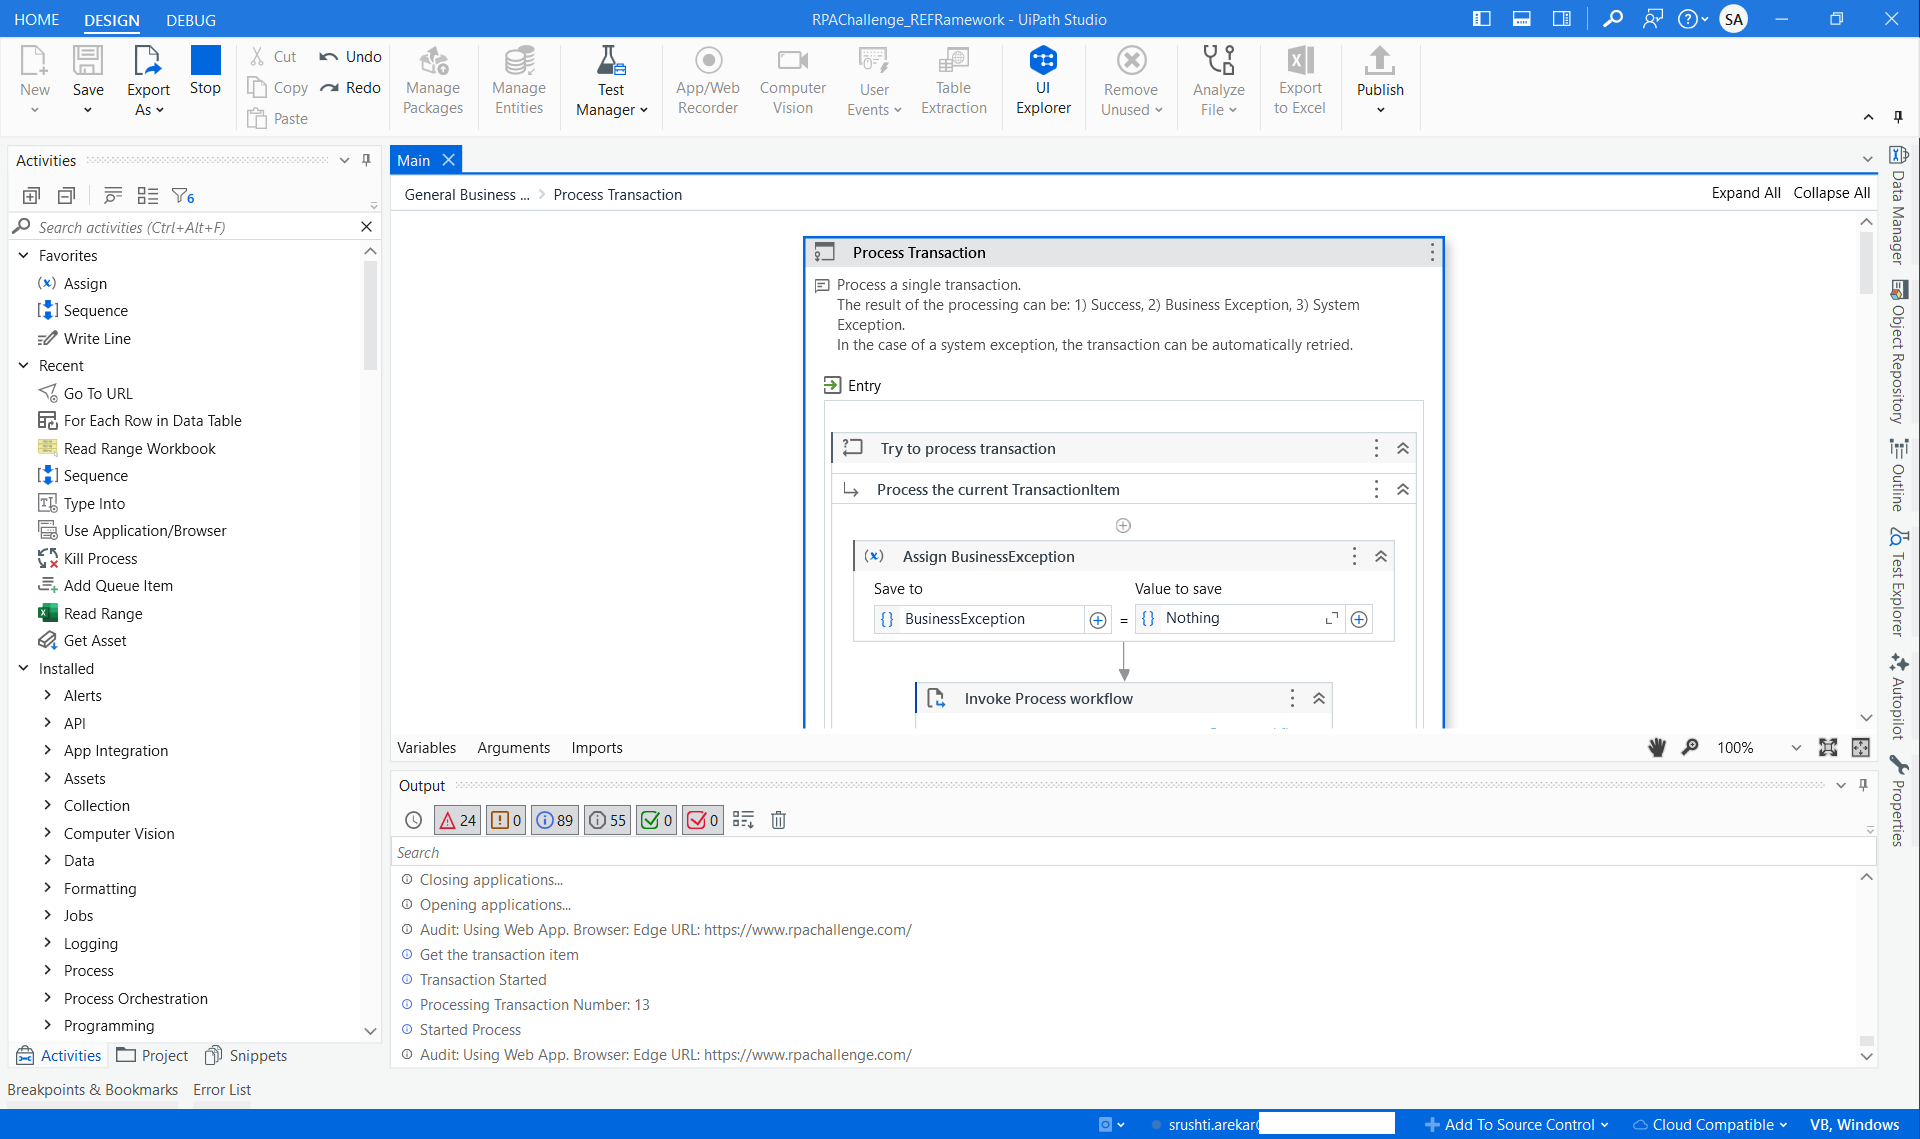 HOME DESIGN DEBUG
RPAChallenge_REFRamework - UiPath Studio
SA
New
Save
Export As
Stop
Cut
Copy
Paste
Undo
Redo
Manage Packages
Manage Entities
Test Manager
App/Web Recorder
Computer Vision
User Events
Table Extraction
UI Explorer
Remove Unused
Analyze File
Export to Excel
Publish
Activities
6
Search activities (Ctrl+Alt+F)
Favorites
Assign
Sequence
Write Line
Recent
Go To URL
For Each Row in Data Table
Read Range Workbook
Sequence
Type Into
Use Application/Browser
Kill Process
Add Queue Item
Read Range
Get Asset
Installed
Alerts
API
App Integration
Assets
Collection
Computer Vision
Data
Formatting
Jobs
Logging
Process
Process Orchestration
Programming
Activities Project Snippets
Breakpoints & Bookmarks Error List
Main
General Business ... Process Transaction
Expand All Collapse All
Process Transaction
Process a single transaction.
The result of the processing can be: 1) Success, 2) Business Exception, 3) System
Exception.
In the case of a system exception, the transaction can be automatically retried.
Entry
Try to process transaction
Process the current TransactionItem
Assign BusinessException
Save to Value to save
BusinessException = Nothing
Invoke Process workflow
Variables Arguments Imports
100%
Output
24 0 89 55 0 0
Search
Closing applications...
Opening applications...
Audit: Using Web App. Browser: Edge URL: https://www.rpachallenge.com/
Get the transaction item
Transaction Started
Processing Transaction Number: 13
Started Process
Audit: Using Web App. Browser: Edge URL: https://www.rpachallenge.com/
Data Manager
Object Repository
Outline
Test Explorer
Autopilot
Properties
srushti.arekar
Add To Source Control
Cloud Compatible
VB, Windows